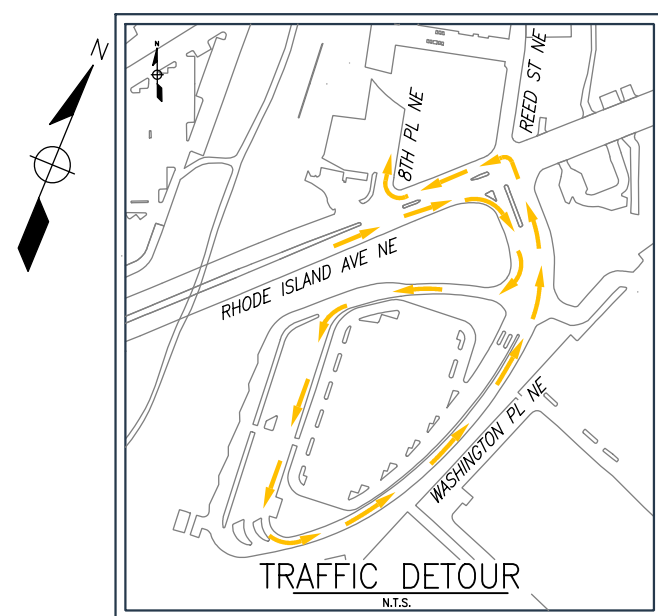 N
N
REED ST NE
8TH PL NE
RHODE ISLAND AVE NE
WASHINGTON PL NE
TRAFFIC DETOUR
N.T.S.